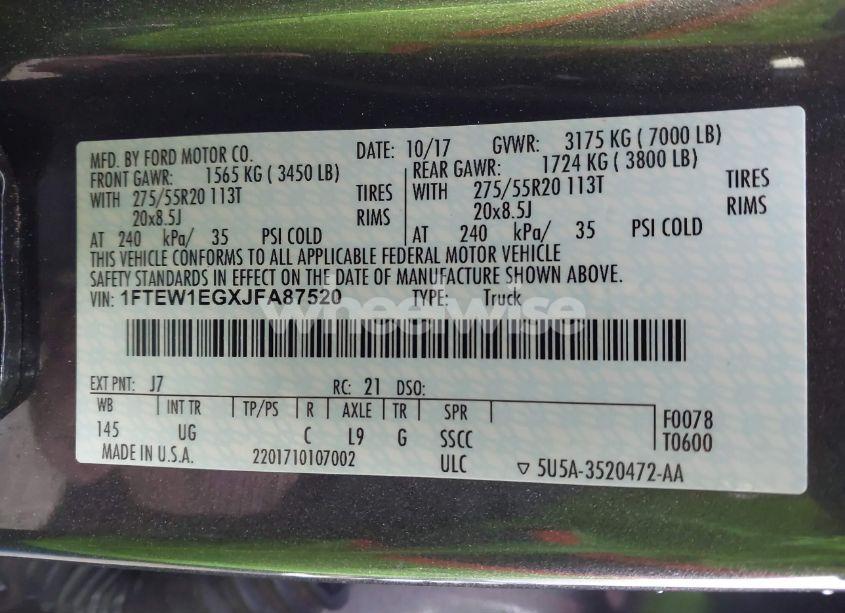 MFD. BY FORD MOTOR CO. DATE: 10/17 GVWR: 3175 KG ( 7000 LB)
FRONT GAWR: 1565 KG ( 3450 LB) REAR GAWR: 1724 KG ( 3800 LB)
WITH 275/55R20 113T TIRES WITH 275/55R20 113T TIRES
20x8.5J RIMS 20x8.5J RIMS
AT 240 kPa/ 35 PSI COLD AT 240 kPa/ 35 PSI COLD
THIS VEHICLE CONFORMS TO ALL APPLICABLE FEDERAL MOTOR VEHICLE
SAFETY STANDARDS IN EFFECT ON THE DATE OF MANUFACTURE SHOWN ABOVE.
VIN: 1FTEW1EGXJFA87520 TYPE: Truck
wheelwise
EXT PNT: J7 RC: 21 DSO:
WB INT TR TP/PS R AXLE TR SPR F0078
145 UG C L9 G SSCC T0600
MADE IN U.S.A. 2201710107002 ULC ▽ 5U5A-3520472-AA